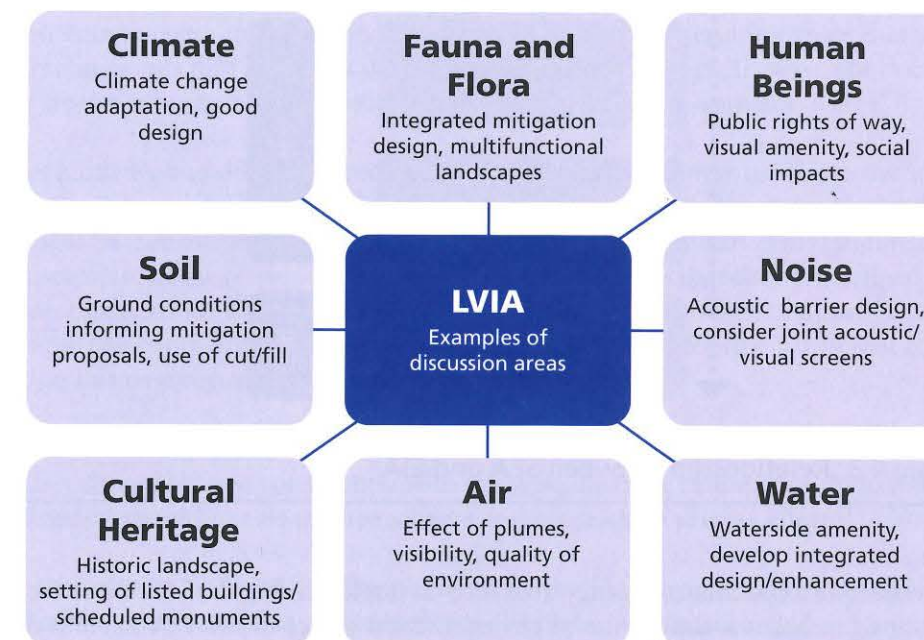 Climate
Climate change
adaptation, good
design
Fauna and
Flora
Integrated mitigation
design, multifunctional
landscapes
Human
Beings
Public rights of way,
visual amenity, social
impacts
Soil
Ground conditions
informing mitigation
proposals, use of cut/fill
LVIA
Examples of
discussion areas
Noise
Acoustic barrier design,
consider joint acoustic/
visual screens
Cultural
Heritage
Historic landscape,
setting of listed buildings/
scheduled monuments
Air
Effect of plumes,
visibility, quality of
environment
Water
Waterside amenity,
develop integrated
design/enhancement